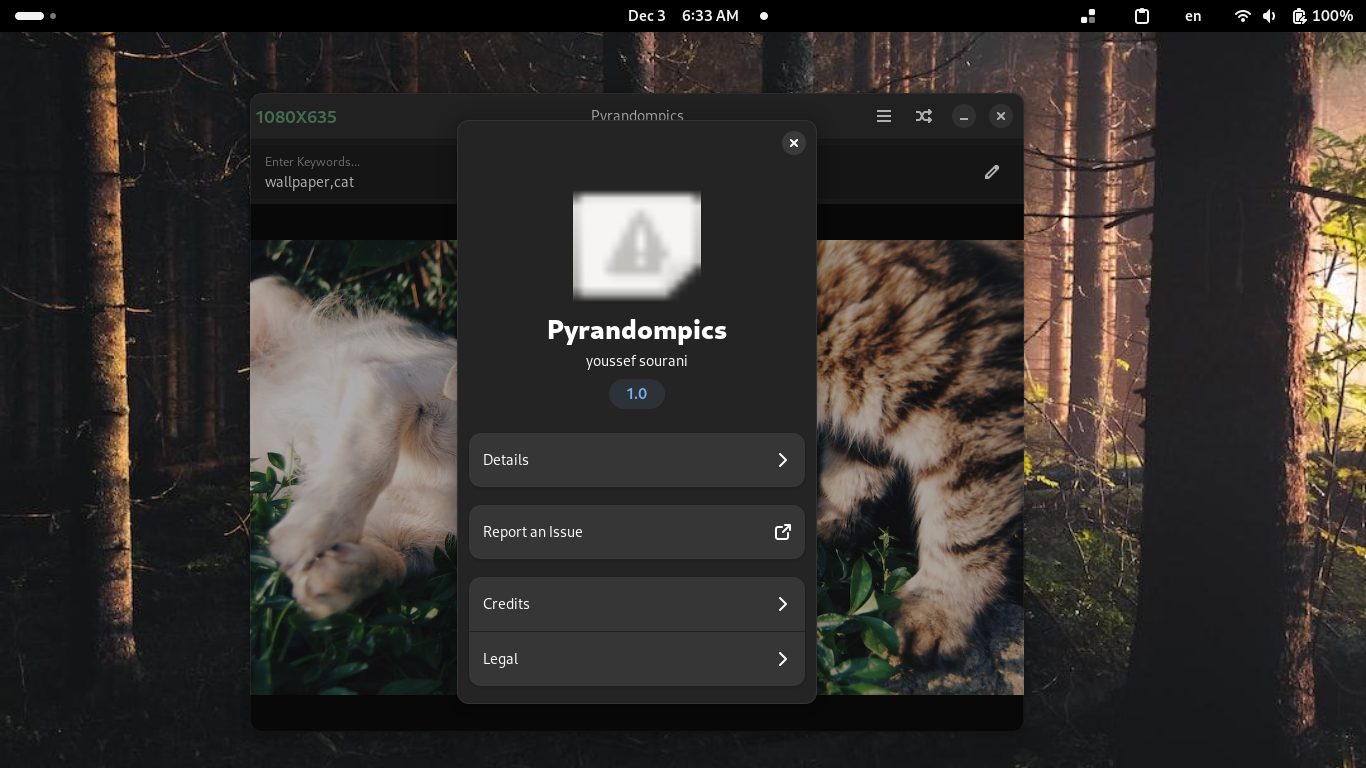 Dec 3 6:33 AM
en
100%
1080X635
Pyrandompics
Enter Keywords...
wallpaper,cat
Pyrandompics
youssef sourani
1.0
Details
Report an Issue
Credits
Legal